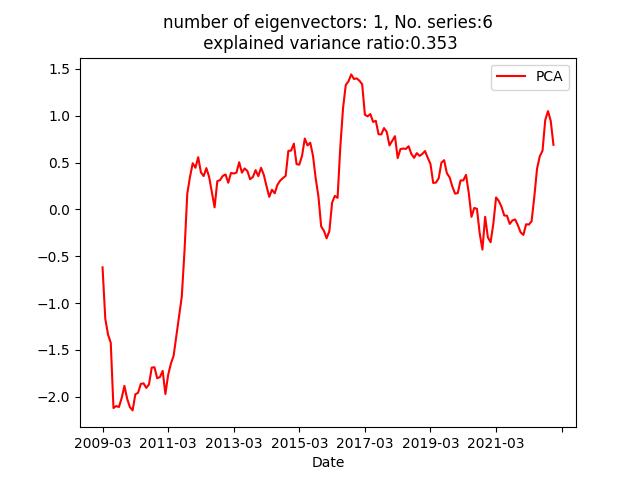 number of eigenvectors: 1, No. series:6
explained variance ratio:0.353
PCA
1.5
1.0
0.5
0.0
−0.5
−1.0
−1.5
−2.0
2009-03 2011-03 2013-03 2015-03 2017-03 2019-03 2021-03
Date